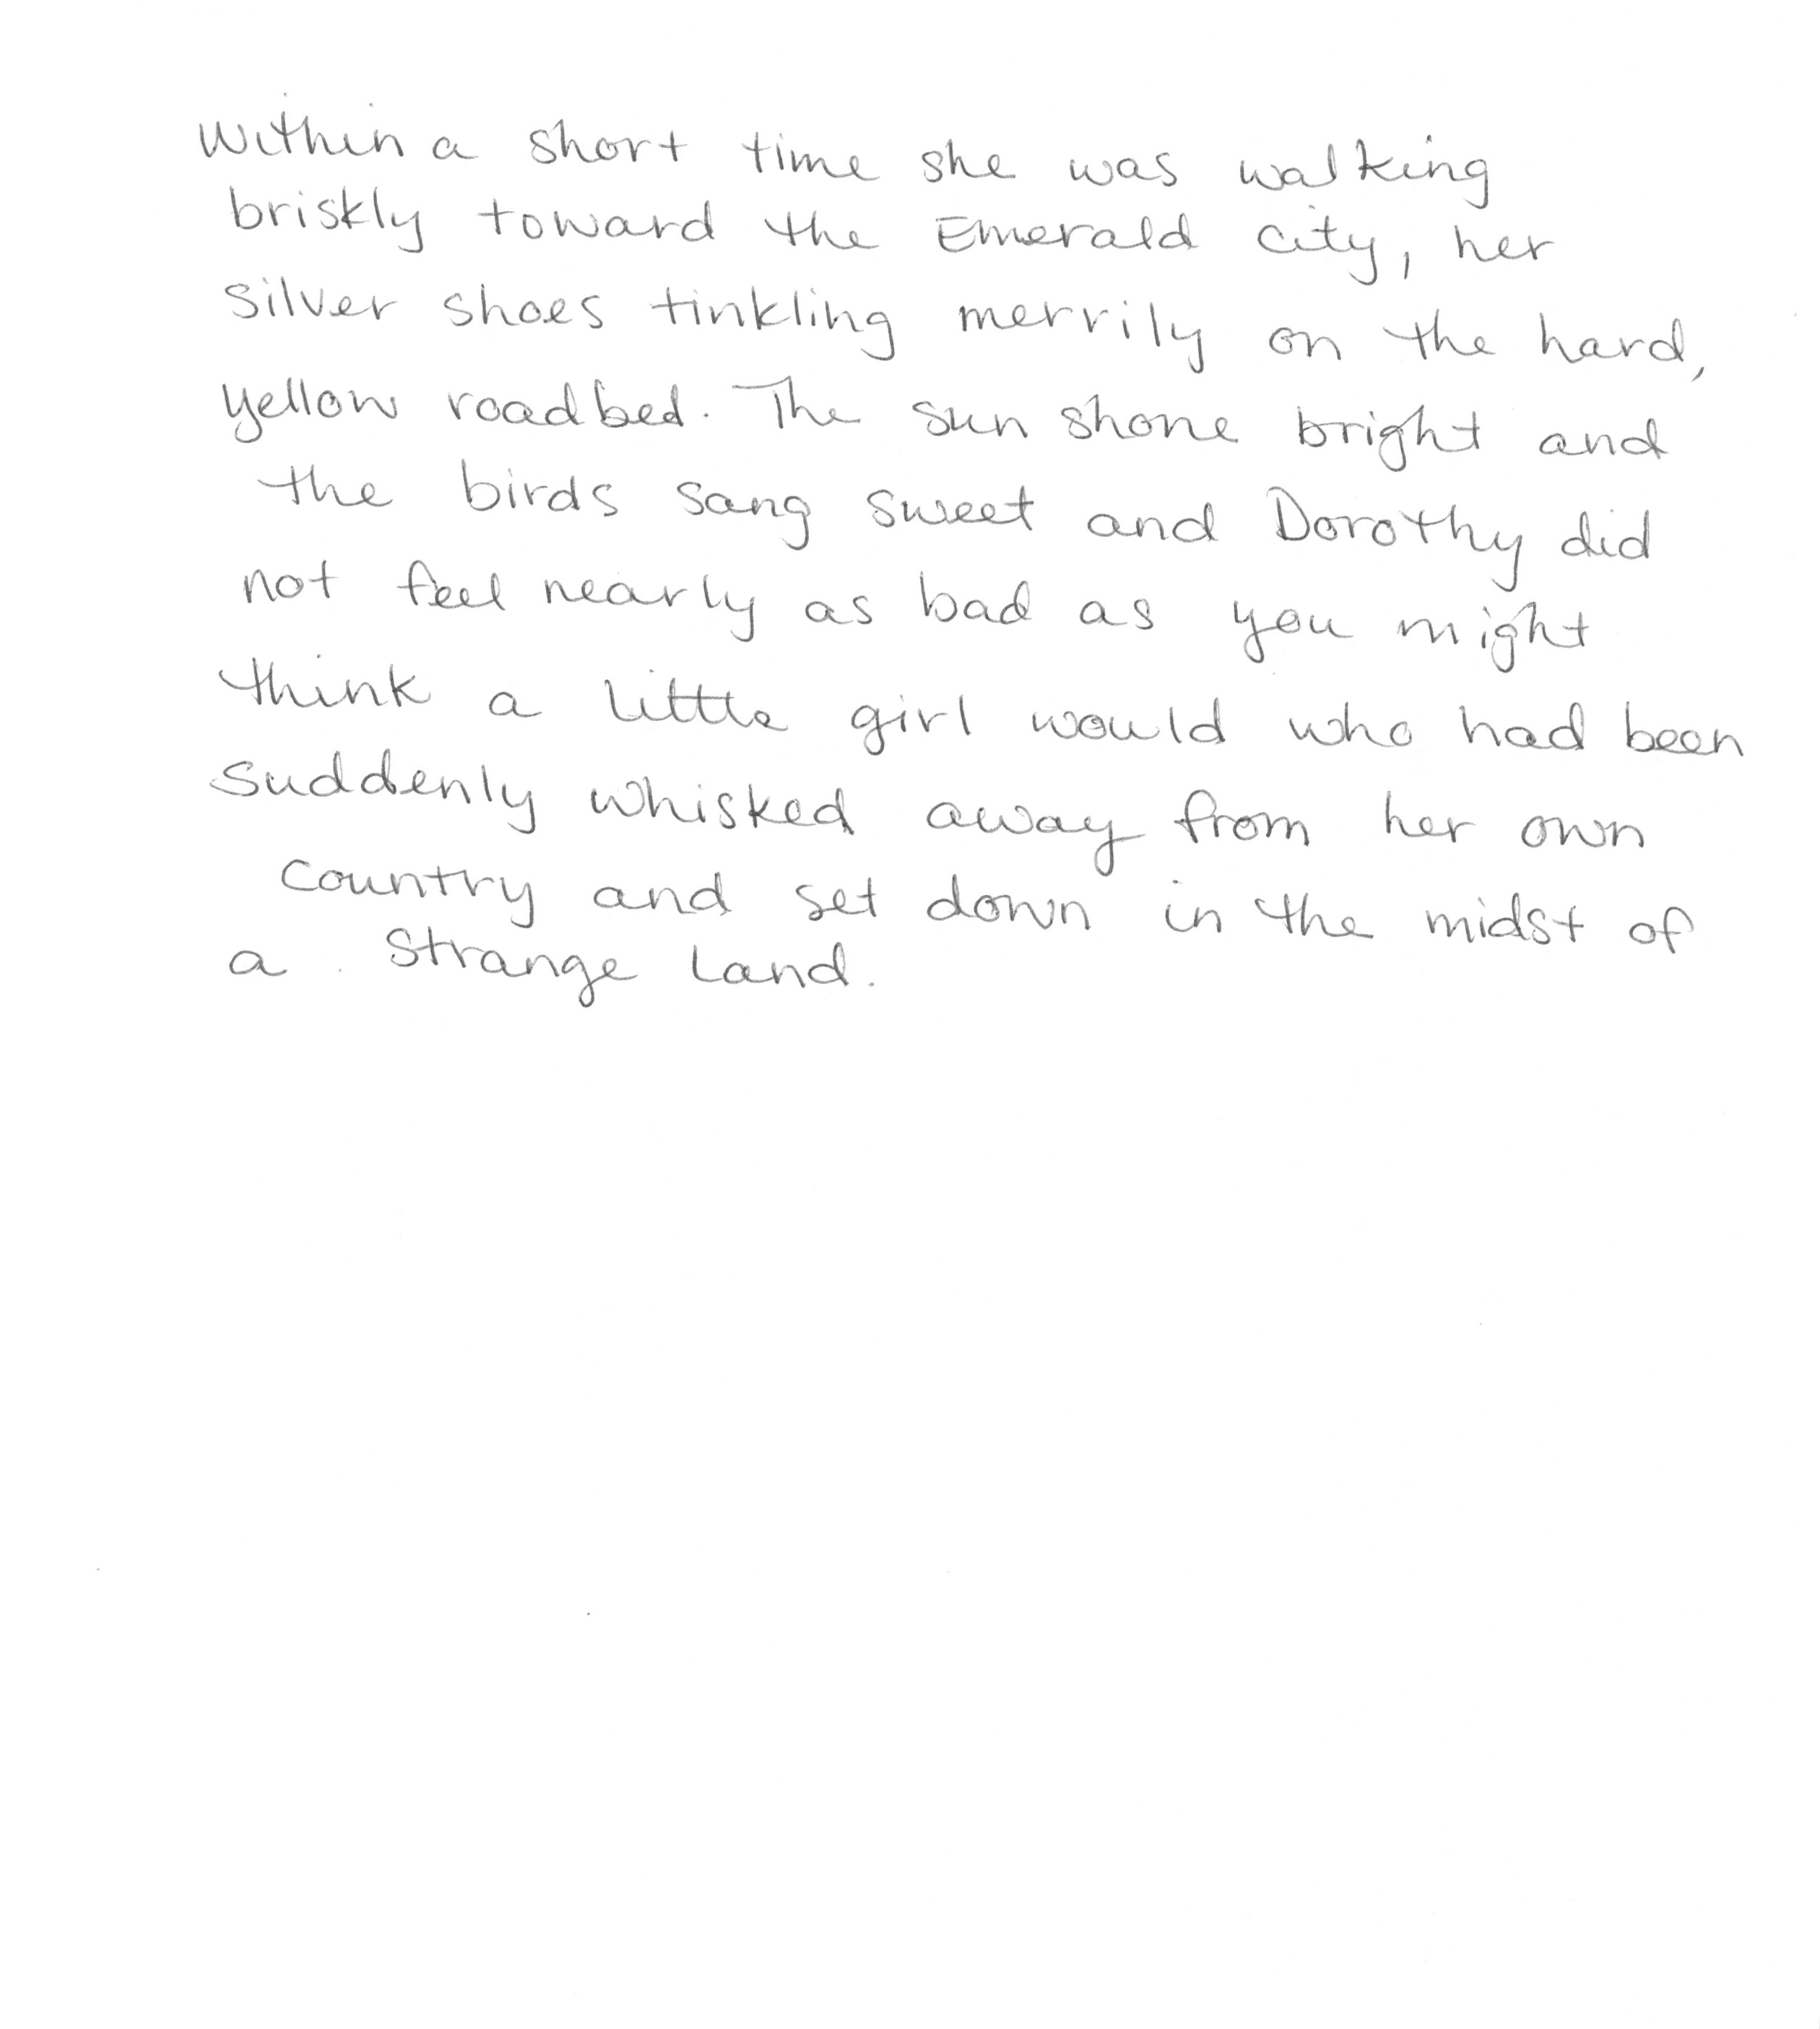 Within a short time she was walking
briskly toward the Emerald city, her
silver shoes tinkling merrily on the hard,
yellow roadbed. The sun shone bright and
the birds sang sweet and Dorothy did
not feel nearly as bad as you might
think a little girl would who had been
suddenly whisked away from her own
country and set down in the midst of
a strange land.